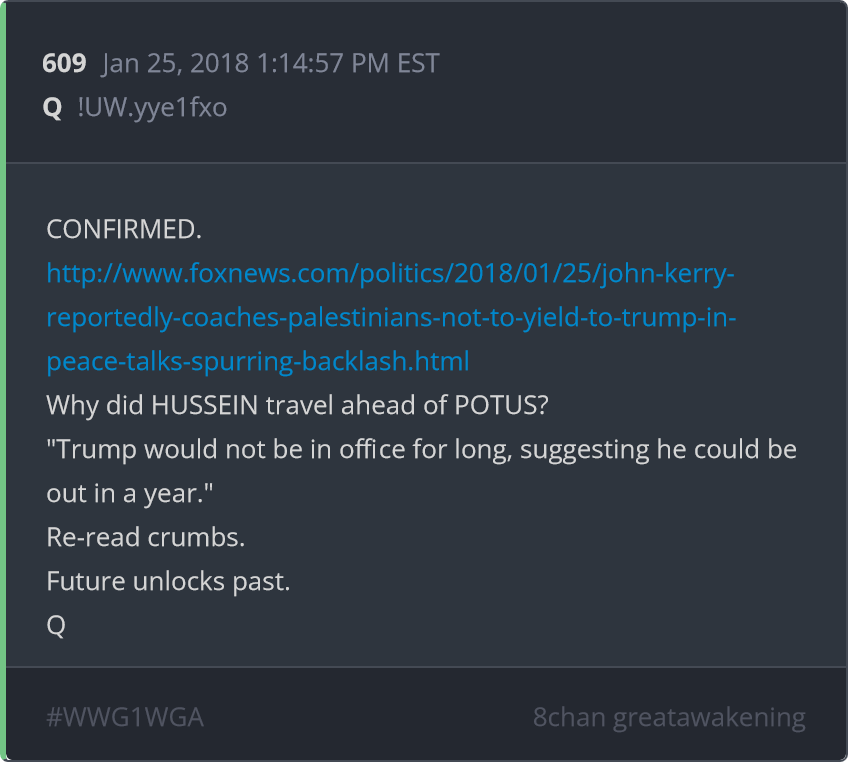 609 Jan 25, 2018 1:14:57 PM EST
Q !UW.yye1fxo
CONFIRMED.
http://www.foxnews.com/politics/2018/01/25/john-kerry-
reportedly-coaches-palestinians-not-to-yield-to-trump-in-
peace-talks-spurring-backlash.html
Why did HUSSEIN travel ahead of POTUS?
"Trump would not be in office for long, suggesting he could be
out in a year."
Re-read crumbs.
Future unlocks past.
Q
#WWG1WGA 8chan greatawakening